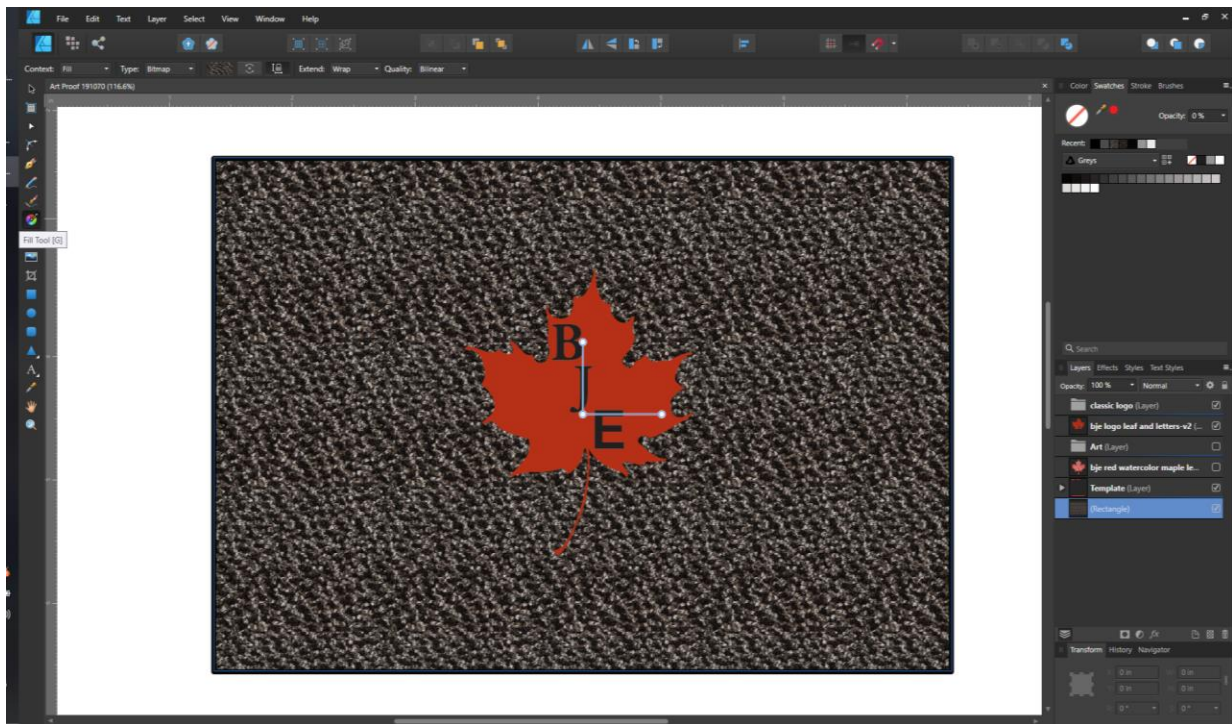 File Edit Text Layer Select View Window Help
Context: Fill Type: Bitmap Extend: Wrap Quality: Bilinear
Art Proof 191070 (116.6%)
Color Swatches Stroke Brushes
Opacity: 0 %
Recent:
Greys
Fill Tool [G]
B
J
E
Search
Layers Effects Styles Text Styles
Opacity: 100 % Normal
classic logo (Layer)
bje logo leaf and letters-v2 (...
Art (Layer)
bje red watercolor maple le...
Template (Layer)
(Rectangle)
Transform History Navigator
0 in 0 in
0 in 0 in
0 ° 0 °